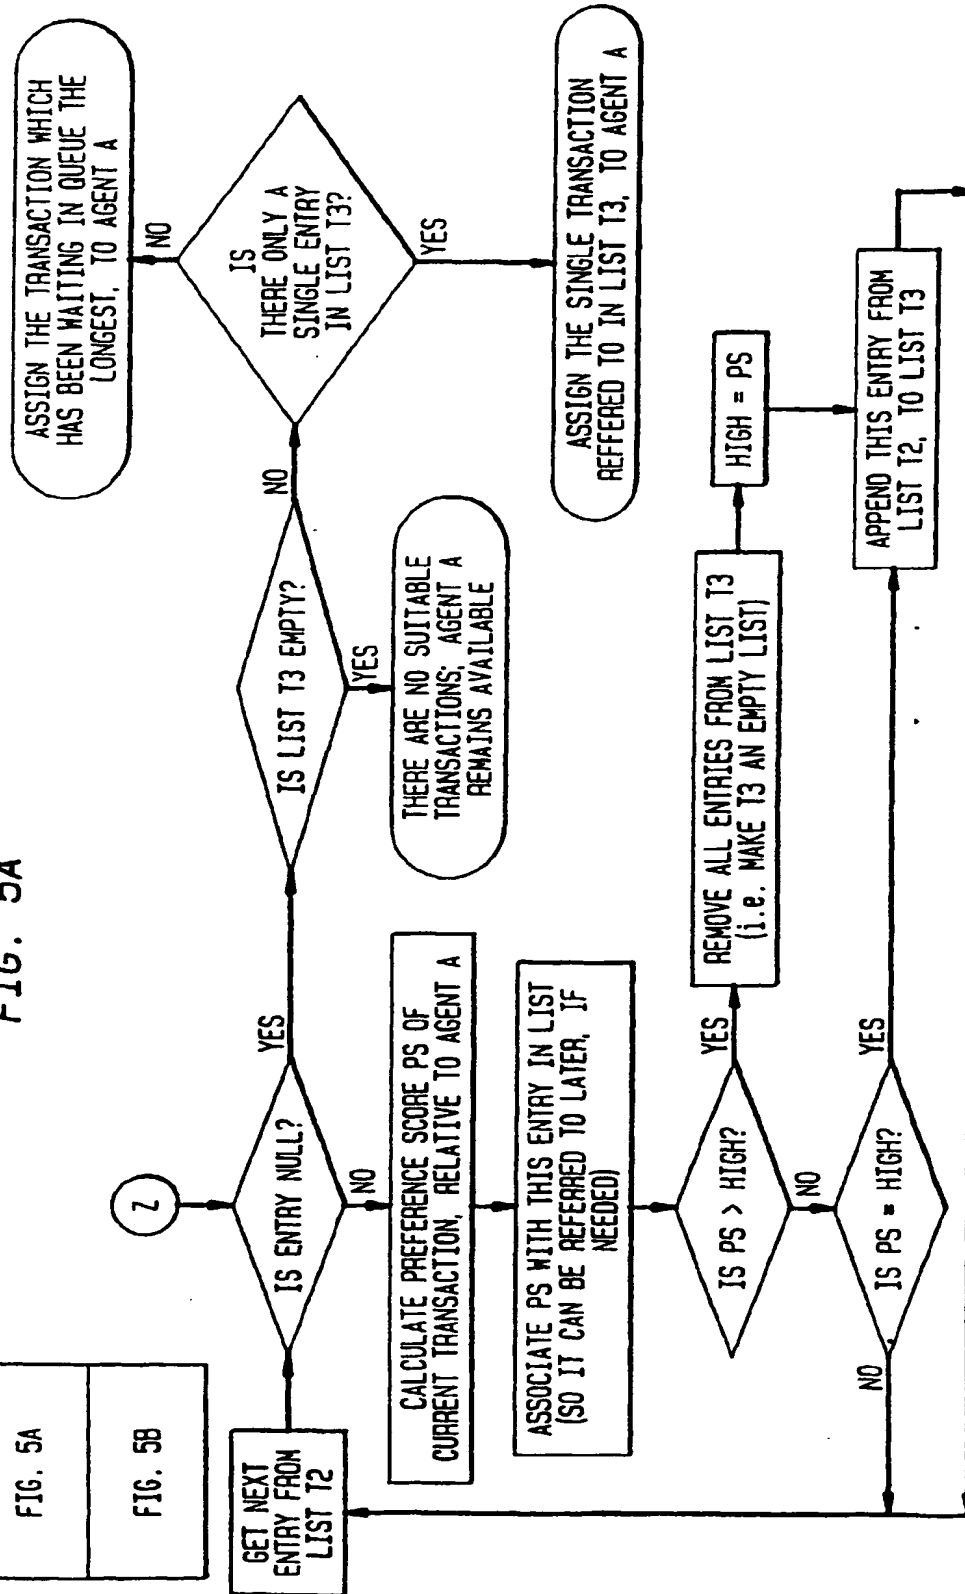 FIG. 5A
FIG. 5A
FIG. 5B
Z
GET NEXT
ENTRY FROM
LIST T2
IS ENTRY NULL?
YES
NO
IS LIST T3 EMPTY?
NO
YES
IS
THERE ONLY A
SINGLE ENTRY
IN LIST T3?
NO
YES
ASSIGN THE TRANSACTION WHICH
HAS BEEN WAITING IN QUEUE THE
LONGEST, TO AGENT A
THERE ARE NO SUITABLE
TRANSACTIONS; AGENT A
REMAINS AVAILABLE
ASSIGN THE SINGLE TRANSACTION
REFFERED TO IN LIST T3, TO AGENT A
CALCULATE PREFERENCE SCORE PS OF
CURRENT TRANSACTION, RELATIVE TO AGENT A
ASSOCIATE PS WITH THIS ENTRY IN LIST
(SO IT CAN BE REFERRED TO LATER, IF
NEEDED)
IS PS > HIGH?
YES
NO
REMOVE ALL ENTRIES FROM LIST T3
(i.e. MAKE T3 AN EMPTY LIST)
HIGH = PS
IS PS = HIGH?
YES
NO
APPEND THIS ENTRY FROM
LIST T2, TO LIST T3